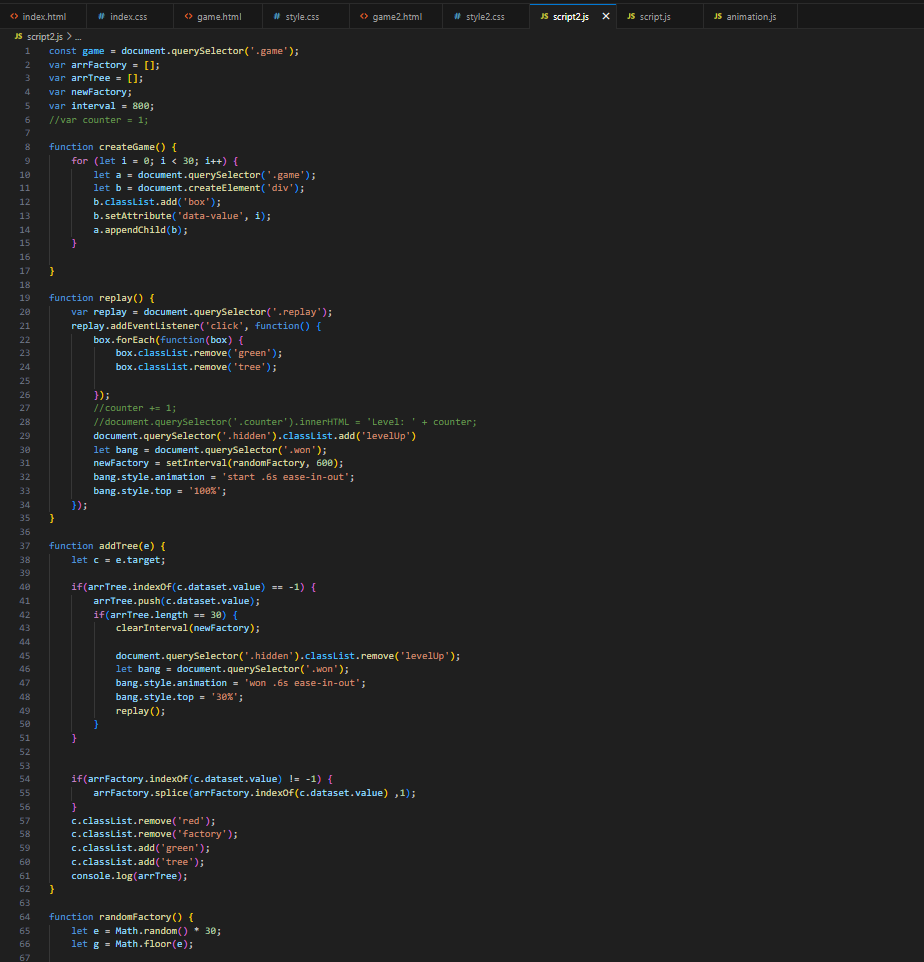 index.html index.css game.html style.css game2.html style2.css script2.js script.js animation.js
script2.js > ...
1 const game = document.querySelector('.game');
2 var arrFactory = [];
3 var arrTree = [];
4 var newFactory;
5 var interval = 800;
6 //var counter = 1;
7
8 function createGame() {
9     for (let i = 0; i < 30; i++) {
10         let a = document.querySelector('.game');
11         let b = document.createElement('div');
12         b.classList.add('box');
13         b.setAttribute('data-value', i);
14         a.appendChild(b);
15     }
16
17 }
18
19 function replay() {
20     var replay = document.querySelector('.replay');
21     replay.addEventListener('click', function() {
22         box.forEach(function(box) {
23             box.classList.remove('green');
24             box.classList.remove('tree');
25
26         });
27         //counter += 1;
28         //document.querySelector('.counter').innerHTML = 'Level: ' + counter;
29         document.querySelector('.hidden').classList.add('levelUp')
30         let bang = document.querySelector('.won');
31         newFactory = setInterval(randomFactory, 600);
32         bang.style.animation = 'start .6s ease-in-out';
33         bang.style.top = '100%';
34     });
35 }
36
37 function addTree(e) {
38     let c = e.target;
39
40     if(arrTree.indexOf(c.dataset.value) == -1) {
41         arrTree.push(c.dataset.value);
42         if(arrTree.length == 30) {
43             clearInterval(newFactory);
44
45             document.querySelector('.hidden').classList.remove('levelUp');
46             let bang = document.querySelector('.won');
47             bang.style.animation = 'won .6s ease-in-out';
48             bang.style.top = '30%';
49             replay();
50         }
51     }
52
53
54     if(arrFactory.indexOf(c.dataset.value) != -1) {
55         arrFactory.splice(arrFactory.indexOf(c.dataset.value) ,1);
56     }
57     c.classList.remove('red');
58     c.classList.remove('factory');
59     c.classList.add('green');
60     c.classList.add('tree');
61     console.log(arrTree);
62 }
63
64 function randomFactory() {
65     let e = Math.random() * 30;
66     let g = Math.floor(e);
67